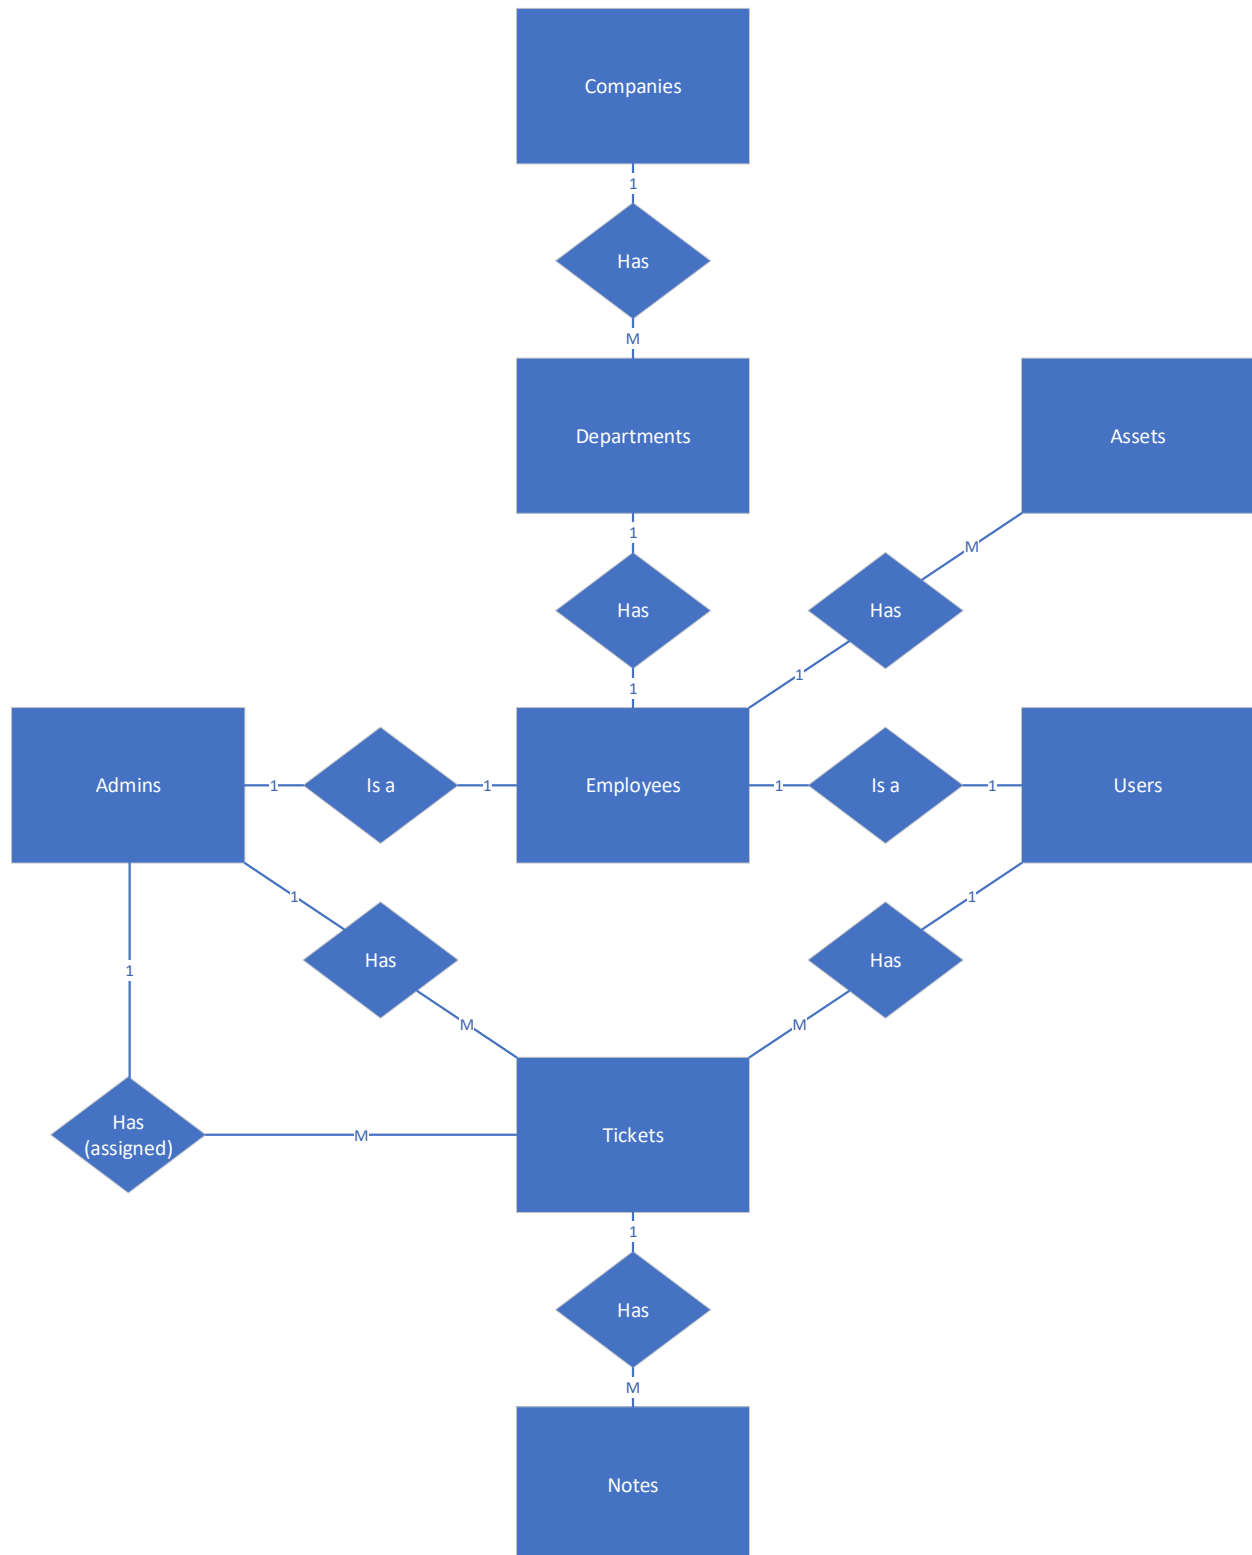 Companies
1
Has
M
Departments
Assets
1
M
Has
Has
1
1
Admins
1
Is a
1
Employees
1
Is a
1
Users
1
1
Has
Has
1
M
M
Has
(assigned)
M
Tickets
1
Has
M
Notes